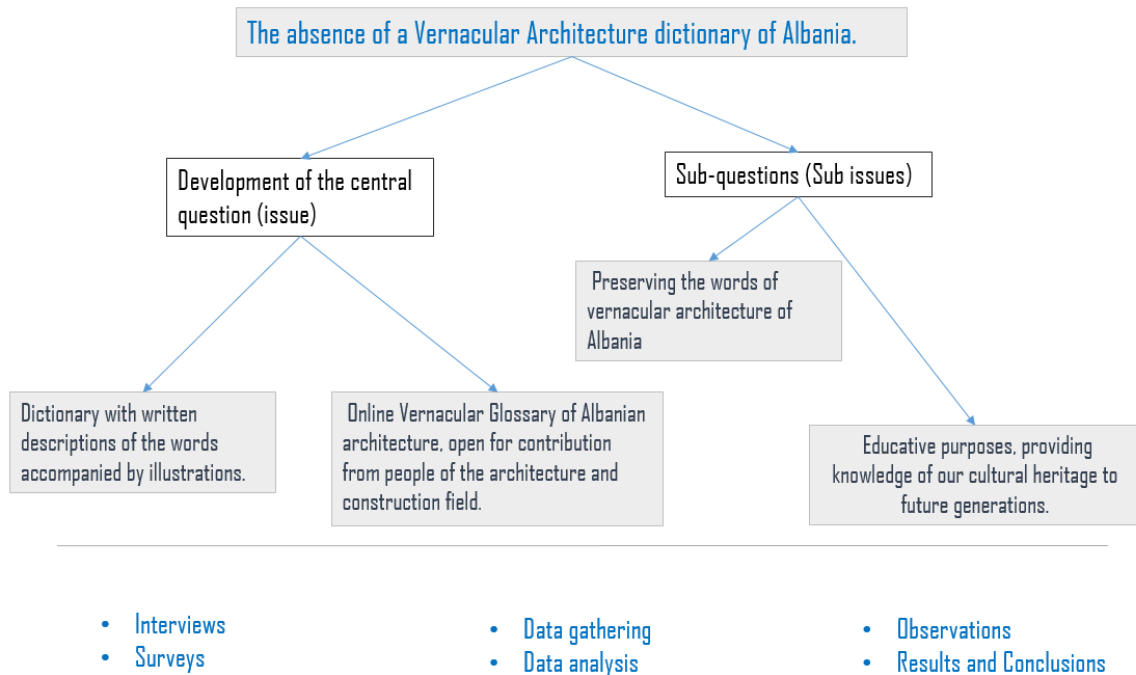 The absence of a Vernacular Architecture dictionary of Albania.
Development of the central
question (issue)
Sub-questions (Sub issues)
Preserving the words of
vernacular architecture of
Albania
Dictionary with written
descriptions of the words
accompanied by illustrations.
Online Vernacular Glossary of Albanian
architecture, open for contribution
from people of the architecture and
construction field.
Educative purposes, providing
knowledge of our cultural heritage to
future generations.
• Interviews
• Surveys
• Data gathering
• Data analysis
• Observations
• Results and Conclusions